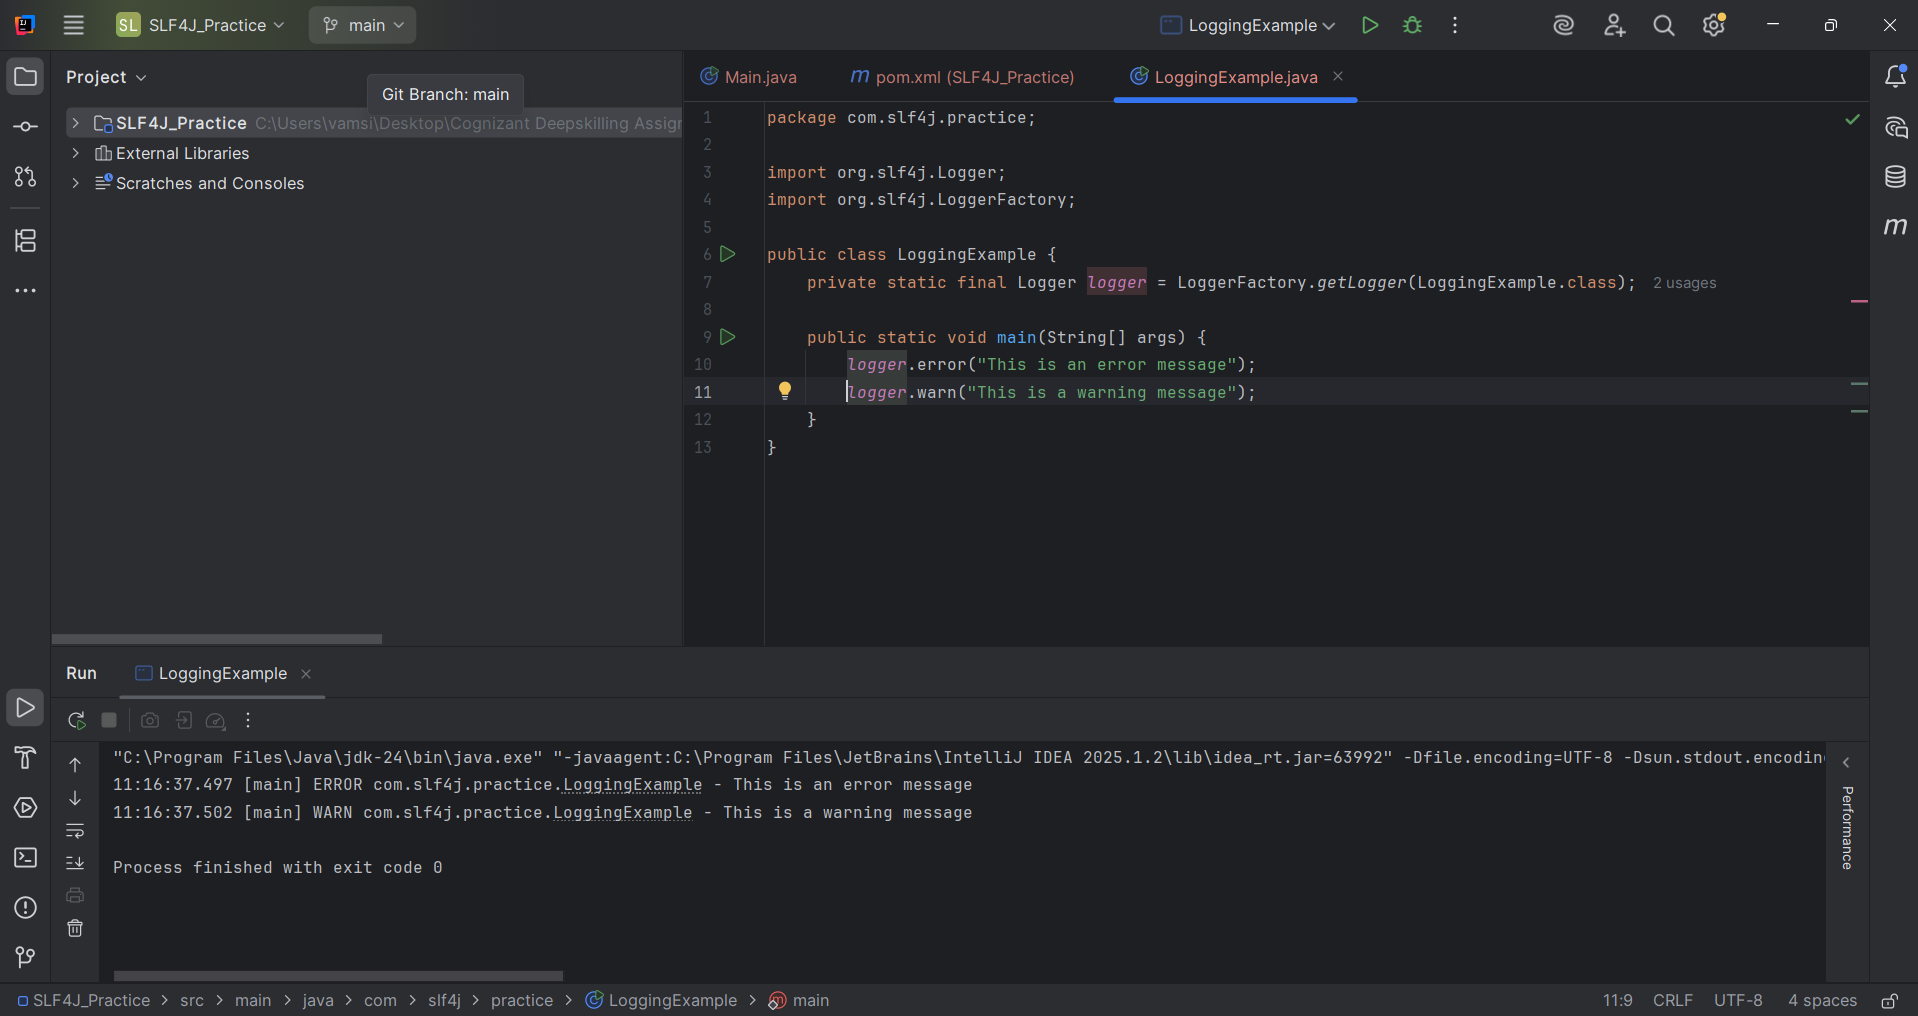 SL SLF4J_Practice main LoggingExample
Project
Git Branch: main
SLF4J_Practice C:\Users\vamsi\Desktop\Cognizant Deepskilling Assigr
External Libraries
Scratches and Consoles
Main.java m pom.xml (SLF4J_Practice) LoggingExample.java
1 package com.slf4j.practice;
2
3 import org.slf4j.Logger;
4 import org.slf4j.LoggerFactory;
5
6 public class LoggingExample {
7 private static final Logger logger = LoggerFactory.getLogger(LoggingExample.class); 2 usages
8
9 public static void main(String[] args) {
10 logger.error("This is an error message");
11 logger.warn("This is a warning message");
12 }
13 }
m
Run LoggingExample
"C:\Program Files\Java\jdk-24\bin\java.exe" "-javaagent:C:\Program Files\JetBrains\IntelliJ IDEA 2025.1.2\lib\idea_rt.jar=63992" -Dfile.encoding=UTF-8 -Dsun.stdout.encodin
11:16:37.497 [main] ERROR com.slf4j.practice.LoggingExample - This is an error message
11:16:37.502 [main] WARN com.slf4j.practice.LoggingExample - This is a warning message
Process finished with exit code 0
Performance
SLF4J_Practice > src > main > java > com > slf4j > practice > LoggingExample > m main
11:9 CRLF UTF-8 4 spaces